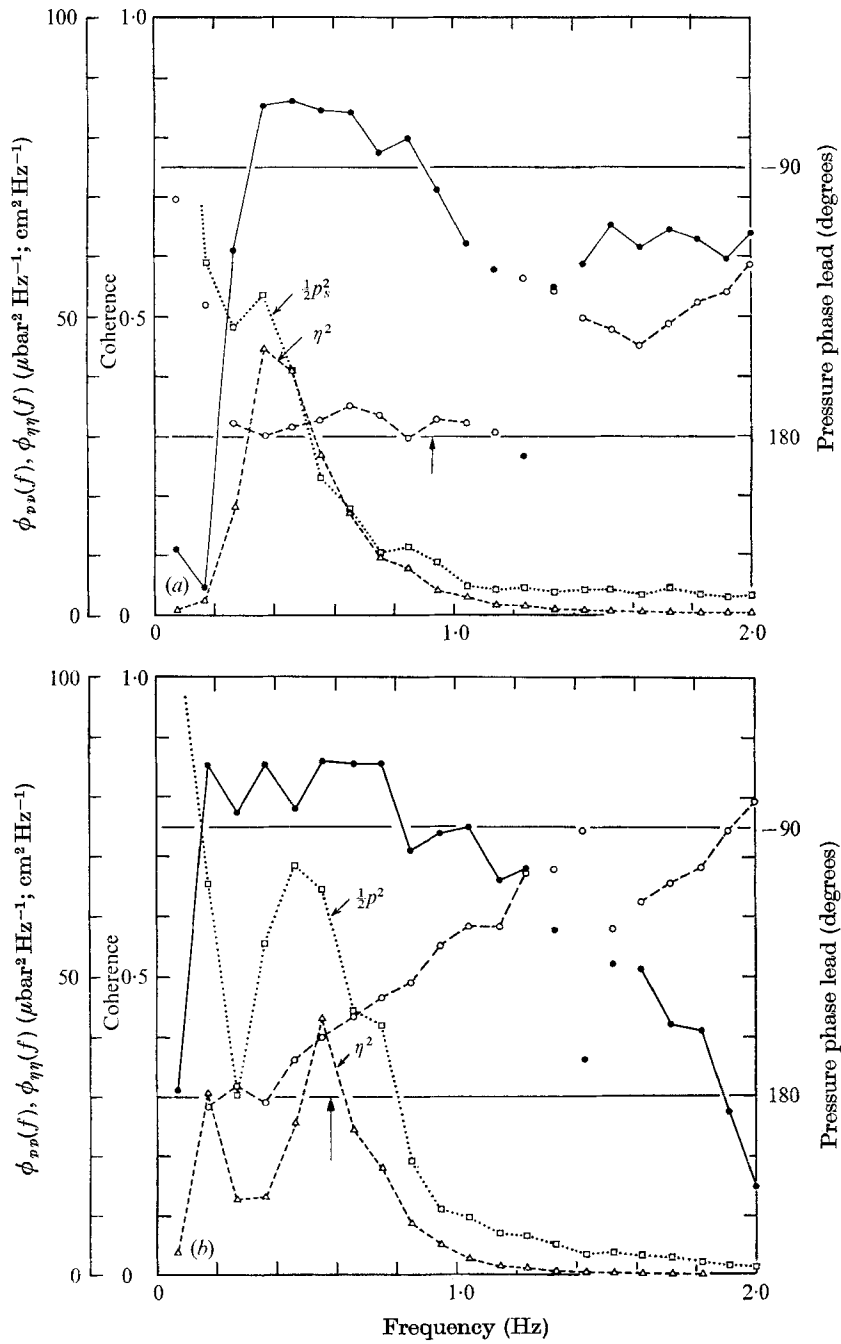 100
1·0
−90
½p²ₛ
η²
50
0·5
180
(a)
0
0
0
1·0
2·0
ϕₚₚ(f), ϕηη(f) (μbar² Hz⁻¹; cm² Hz⁻¹)
Coherence
Pressure phase lead (degrees)
100
1·0
−90
½p²
50
0·5
η²
180
(b)
0
0
0
1·0
2·0
ϕₚₚ(f), ϕηη(f) (μbar² Hz⁻¹; cm² Hz⁻¹)
Coherence
Pressure phase lead (degrees)
Frequency (Hz)